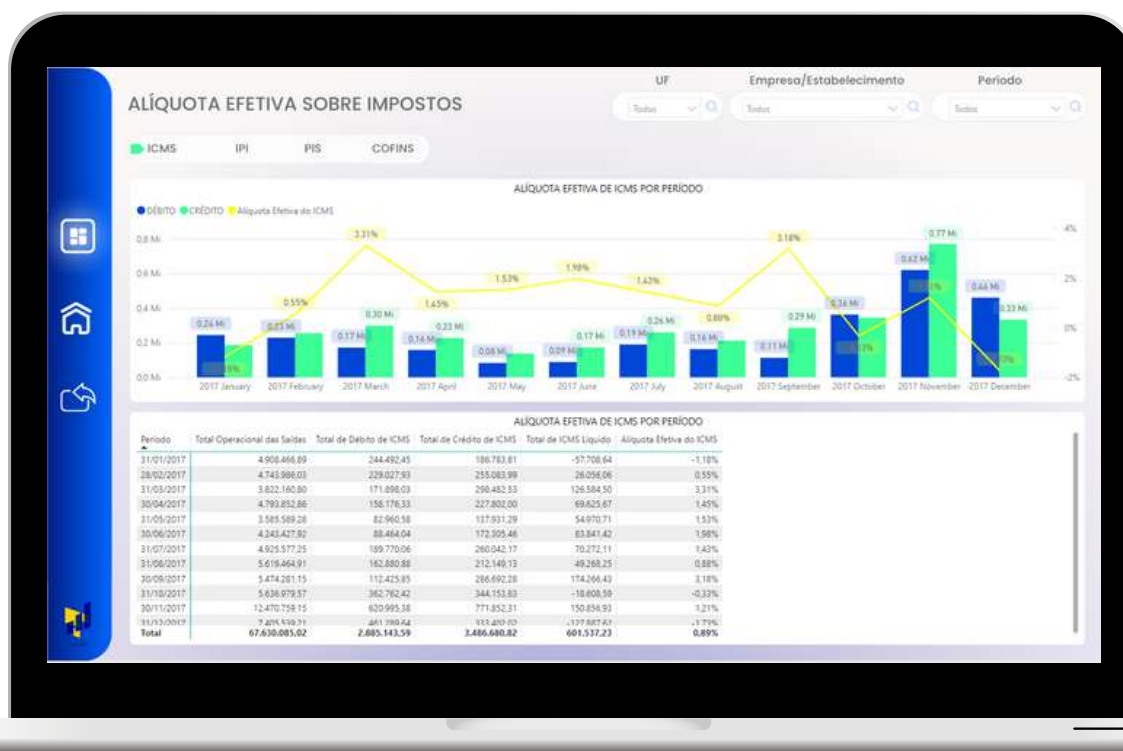 UF Empresa/Estabelecimento Período
ALÍQUOTA EFETIVA SOBRE IMPOSTOS
Todos Todos Todos
ICMS IPI PIS COFINS
ALÍQUOTA EFETIVA DE ICMS POR PERÍODO
DÉBITO CRÉDITO Alíquota Efetiva do ICMS
0,8 Mi 3.31% 3.18% 0.77 Mi 4%
0,6 Mi 0.55% 1.45% 1.53% 1.98% 1.43% 0.88% 0.62 Mi 2%
0,4 Mi 0.30 Mi 0.23 Mi 0.17 Mi 0.26 Mi 0.29 Mi 0.36 Mi 0.46 Mi 0.33 Mi 0%
0,2 Mi 0.17 Mi 0.16 Mi 0.08 Mi 0.09 Mi 0.19 Mi 0.16 Mi 0.11 Mi
0,0 Mi -2%
2017 January 2017 February 2017 March 2017 April 2017 May 2017 June 2017 July 2017 August 2017 September 2017 October 2017 November 2017 December
ALÍQUOTA EFETIVA DE ICMS POR PERÍODO
Período Total Operacional das Saídas Total de Débito de ICMS Total de Crédito de ICMS Total de ICMS Liquido Alíquota Efetiva do ICMS
31/01/2017 4.908.466,89 244.492,45 186.783,81 -57.708,64 -1,18%
28/02/2017 4.743.986,03 229.027,93 255.083,99 26.056,06 0,55%
31/03/2017 3.822.160,80 171.898,03 298.482,53 126.584,50 3,31%
30/04/2017 4.793.852,86 158.176,33 227.802,00 69.625,67 1,45%
31/05/2017 3.585.589,28 82.960,58 137.931,29 54.970,71 1,53%
30/06/2017 4.243.427,92 88.464,04 172.305,46 83.841,42 1,98%
31/07/2017 4.925.577,25 189.770,06 260.042,17 70.272,11 1,43%
31/08/2017 5.619.464,91 162.880,88 212.149,13 49.268,25 0,88%
30/09/2017 5.474.281,15 112.425,85 286.692,28 174.266,43 3,18%
31/10/2017 5.636.979,57 362.762,42 344.153,83 -18.608,59 -0,33%
30/11/2017 12.470.759,15 620.995,38 771.852,31 150.856,93 1,21%
31/12/2017 7.405.539,21 461.289,64 333.402,02 -127.887,62 -1,73%
Total 67.630.085,02 2.885.143,59 3.486.680,82 601.537,23 0,89%